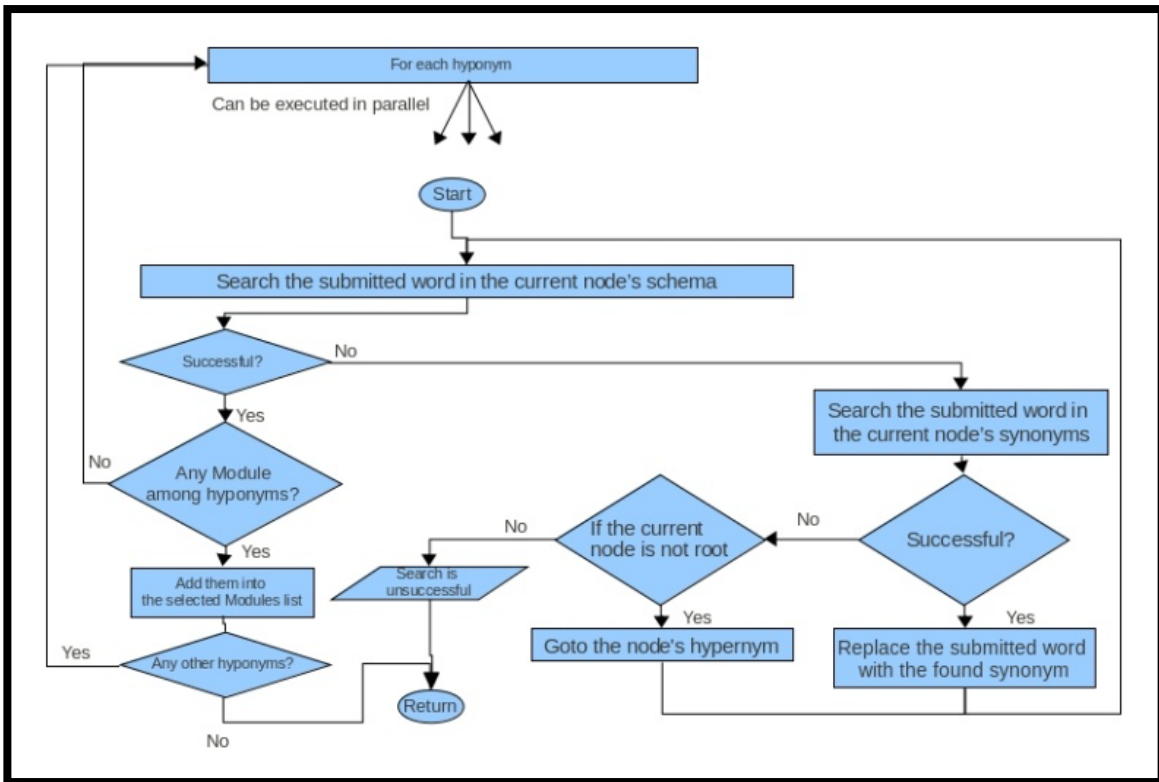 For each hyponym
Can be executed in parallel
Start
Search the submitted word in the current node's schema
Successful?
No
Yes
Search the submitted word in
the current node's synonyms
No
Any Module
among hyponyms?
Yes
If the current
node is not root
No
No
Successful?
Add them into
the selected Modules list
Search is
unsuccessful
Yes
Yes
Goto the node's hypernym
Replace the submitted word
with the found synonym
Yes
Any other hyponyms?
Return
No